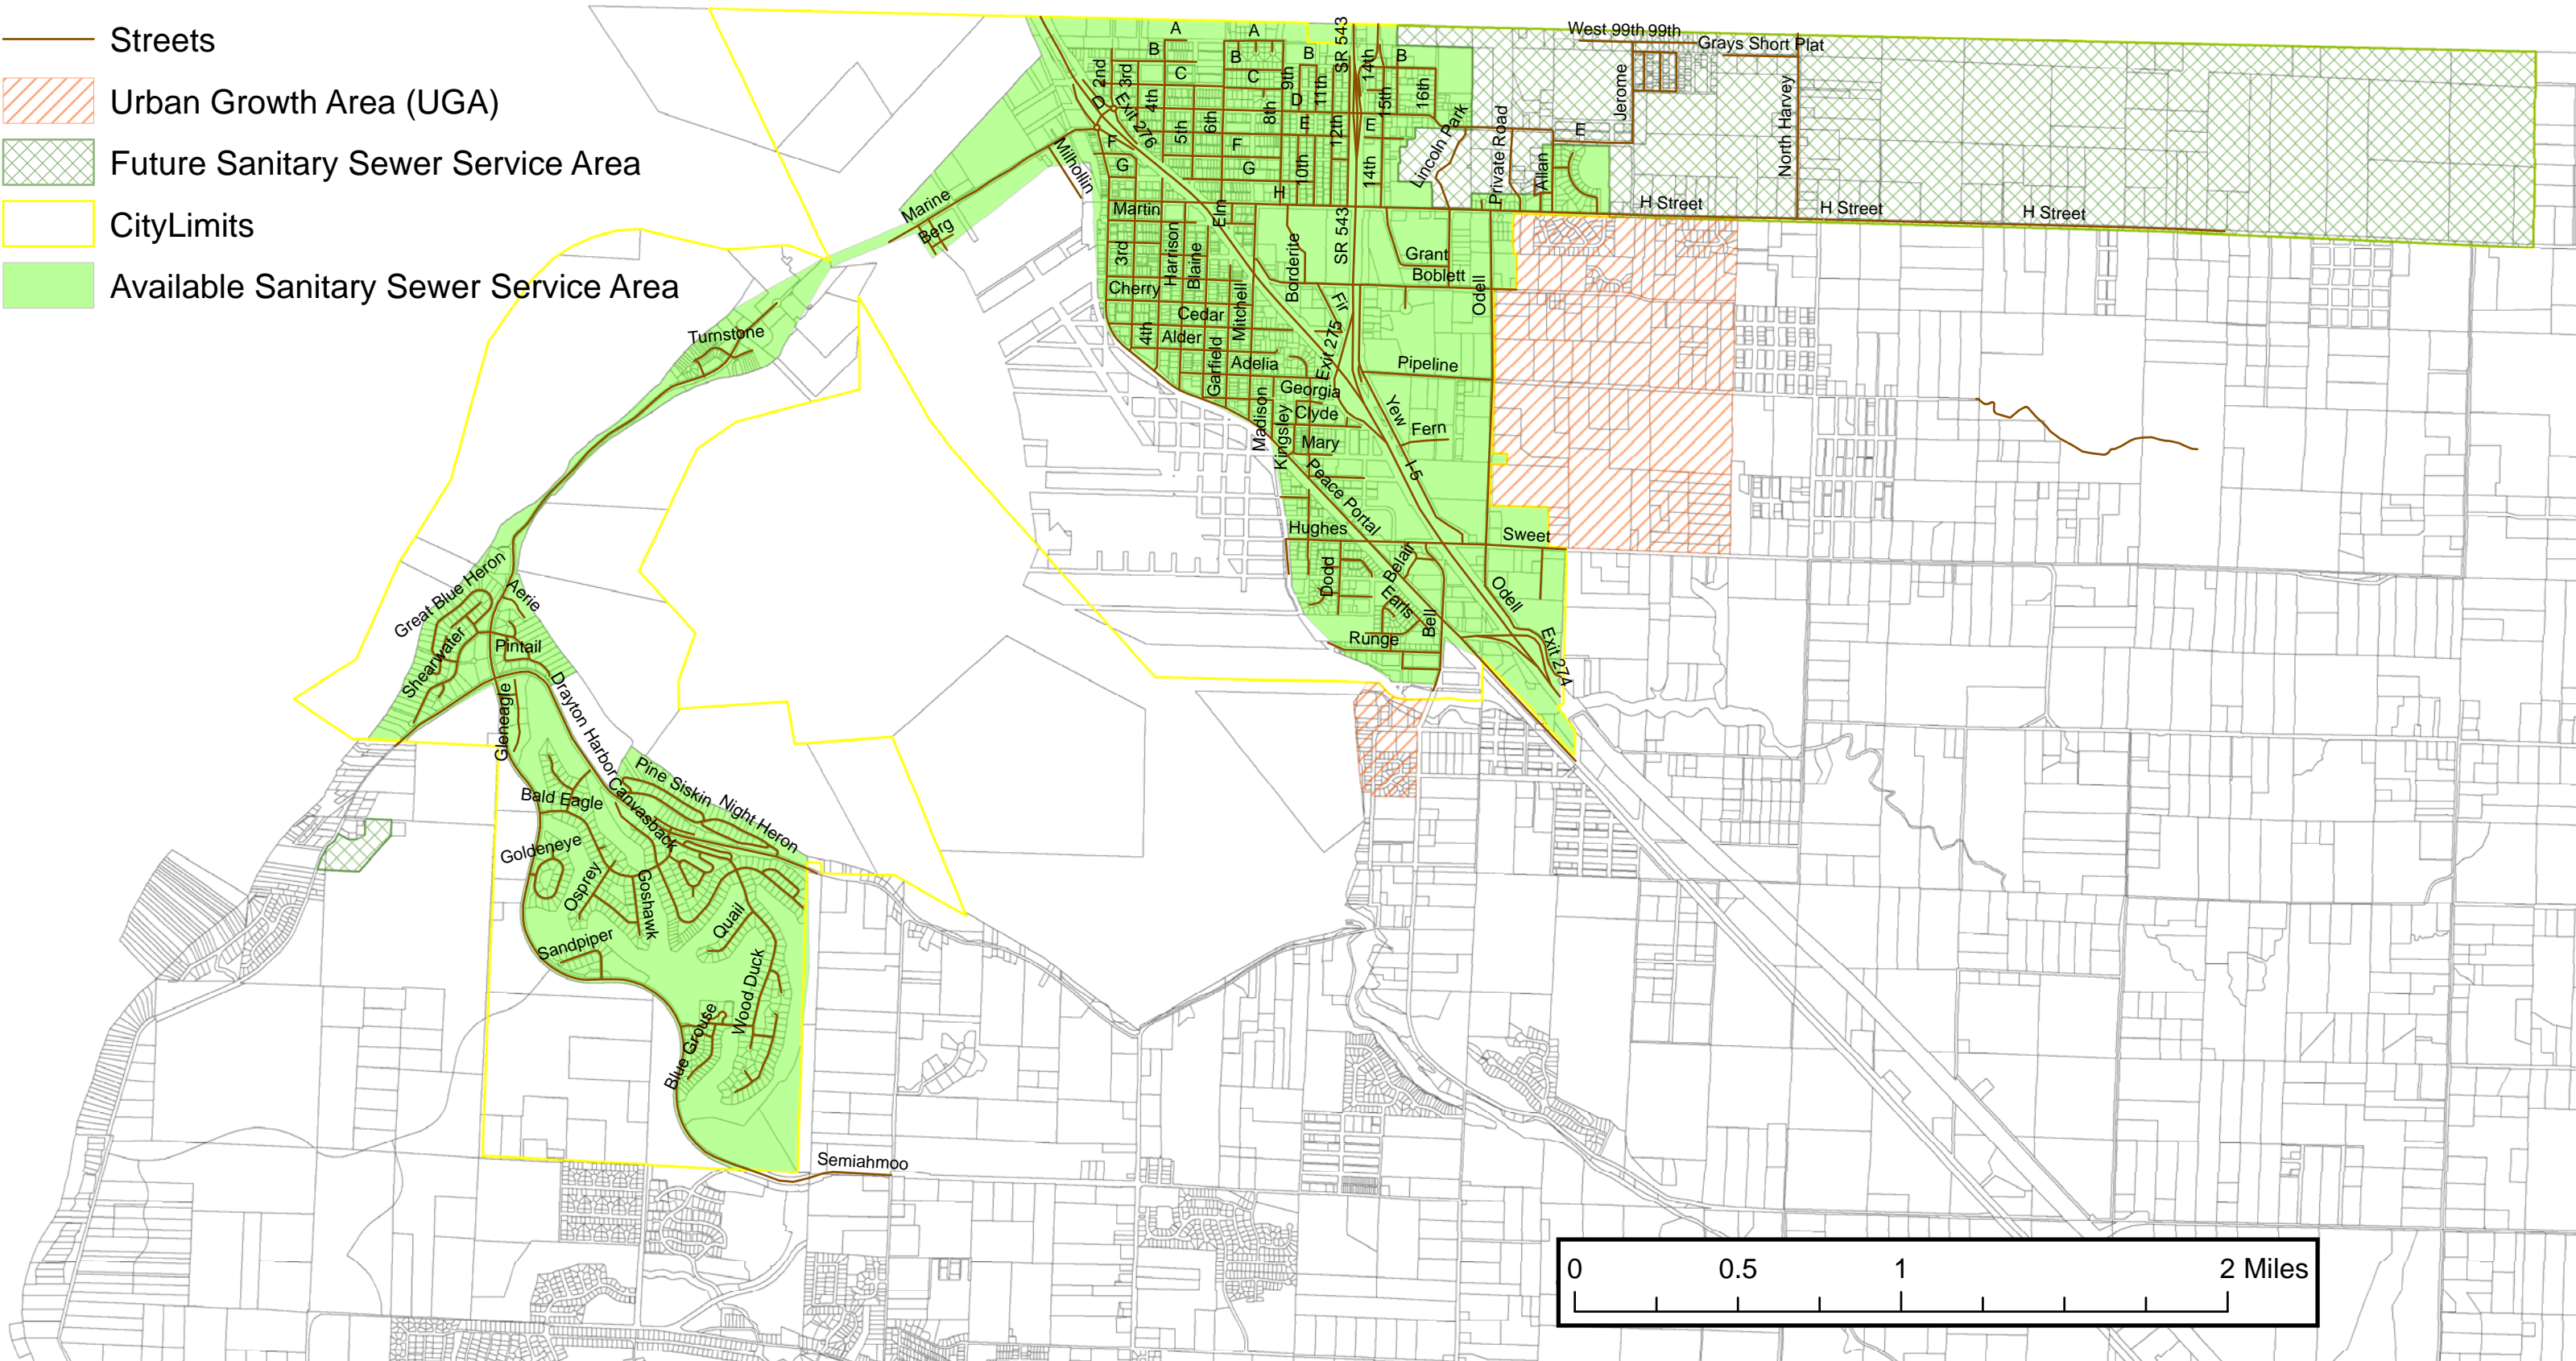 Streets
Urban Growth Area (UGA)
Future Sanitary Sewer Service Area
CityLimits
Available Sanitary Sewer Service Area
A
A
SR 543
West 99th
99th
Grays Short Plat
B
B
B
14th
B
2nd
3rd
C
C
9th
11th
15th
16th
Jerome
North Harvey
4th
D
D
Exit 276
8th
E
12th
E
E
5th
6th
Lincoln Park
Private Road
F
F
G
G
10th
14th
Allan
Milhollin
H
H Street
H Street
H Street
Marine
Berg
Martin
Elm
SR 543
3rd
Harrison
Blaine
Borderite
Grant
Boblett
Odell
Cherry
Mitchell
Fir
Cedar
Turnstone
4th
Alder
Exit 275
Garfield
Adelia
Pipeline
Georgia
Madison
Kingsley
Clyde
Yew
Mary
Fern
I-5
Peace Portal
Hughes
Sweet
Great Blue Heron
Aerie
Dodd
Belair
Earls
Bell
Odell
Runge
Exit 274
Shearwater
Pintail
Gleneagle
Drayton Harbor
Pine Siskin
Night Heron
Bald Eagle
Canvasback
Goldeneye
Osprey
Goshawk
Quail
Sandpiper
Wood Duck
Blue Grouse
Semiahmoo
0
0.5
1
2 Miles